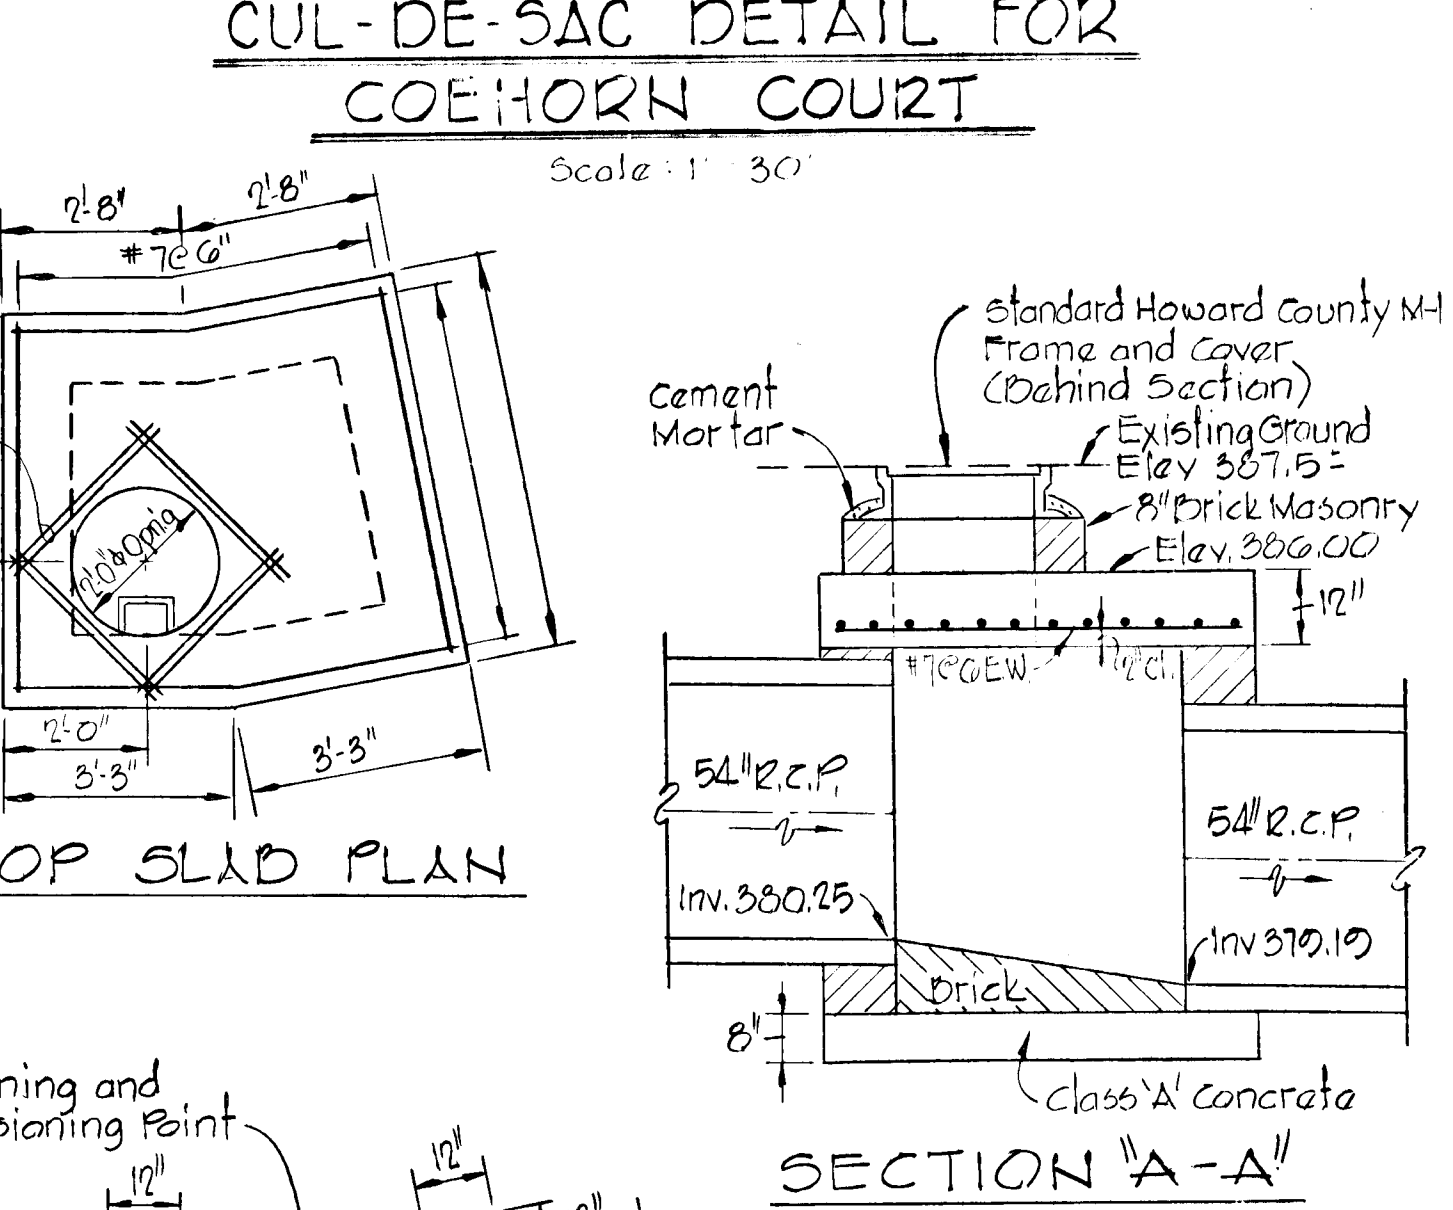 CUL-DE-SAC DETAIL FOR
COEHORN COURT
Scale: 1" 30'
2'-8"
2'-8"
#7@6"
2'-0"φ Opn'g
2'-0"
3'-3"
3'-3"
OP SLAB PLAN
Standard Howard County M-1
Frame and Cover
(Behind Section)
Cement
Mortar
Existing Ground
Elev 387.5±
8" Brick Masonry
Elev. 386.00
12"
#7@6 E.W.
2" Cl.
54" R.C.P.
54" R.C.P.
Inv. 380.25
Inv 379.19
Brick
8"
Class 'A' Concrete
SECTION "A-A"
ning and
sioning Point
12"
12"